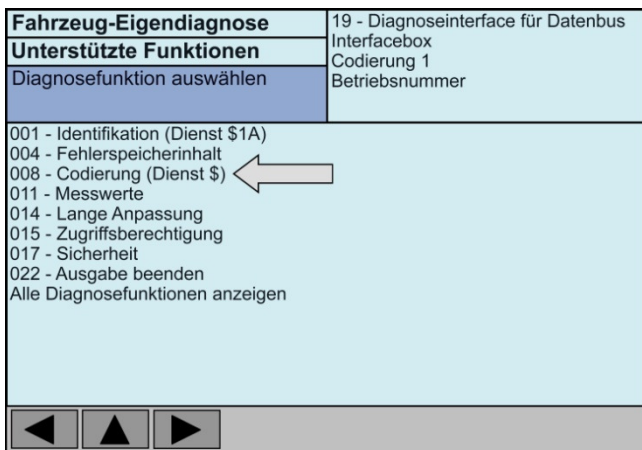 Fahrzeug-Eigendiagnose
Unterstützte Funktionen
Diagnosefunktion auswählen
19 - Diagnoseinterface für Datenbus
Interfacebox
Codierung 1
Betriebsnummer
001 - Identifikation (Dienst $1A)
004 - Fehlerspeicherinhalt
008 - Codierung (Dienst $)
011 - Messwerte
014 - Lange Anpassung
015 - Zugriffsberechtigung
017 - Sicherheit
022 - Ausgabe beenden
Alle Diagnosefunktionen anzeigen